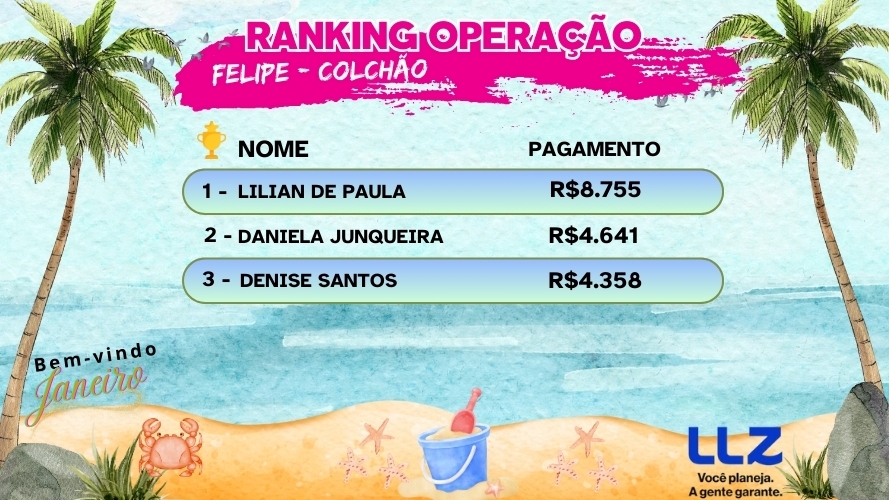 RANKING OPERAÇÃO
FELIPE - COLCHÃO
NOME PAGAMENTO
1 - LILIAN DE PAULA R$8.755
2 - DANIELA JUNQUEIRA R$4.641
3 - DENISE SANTOS R$4.358
Bem-vindo
Janeiro
LLZ
Você planeja.
A gente garante.